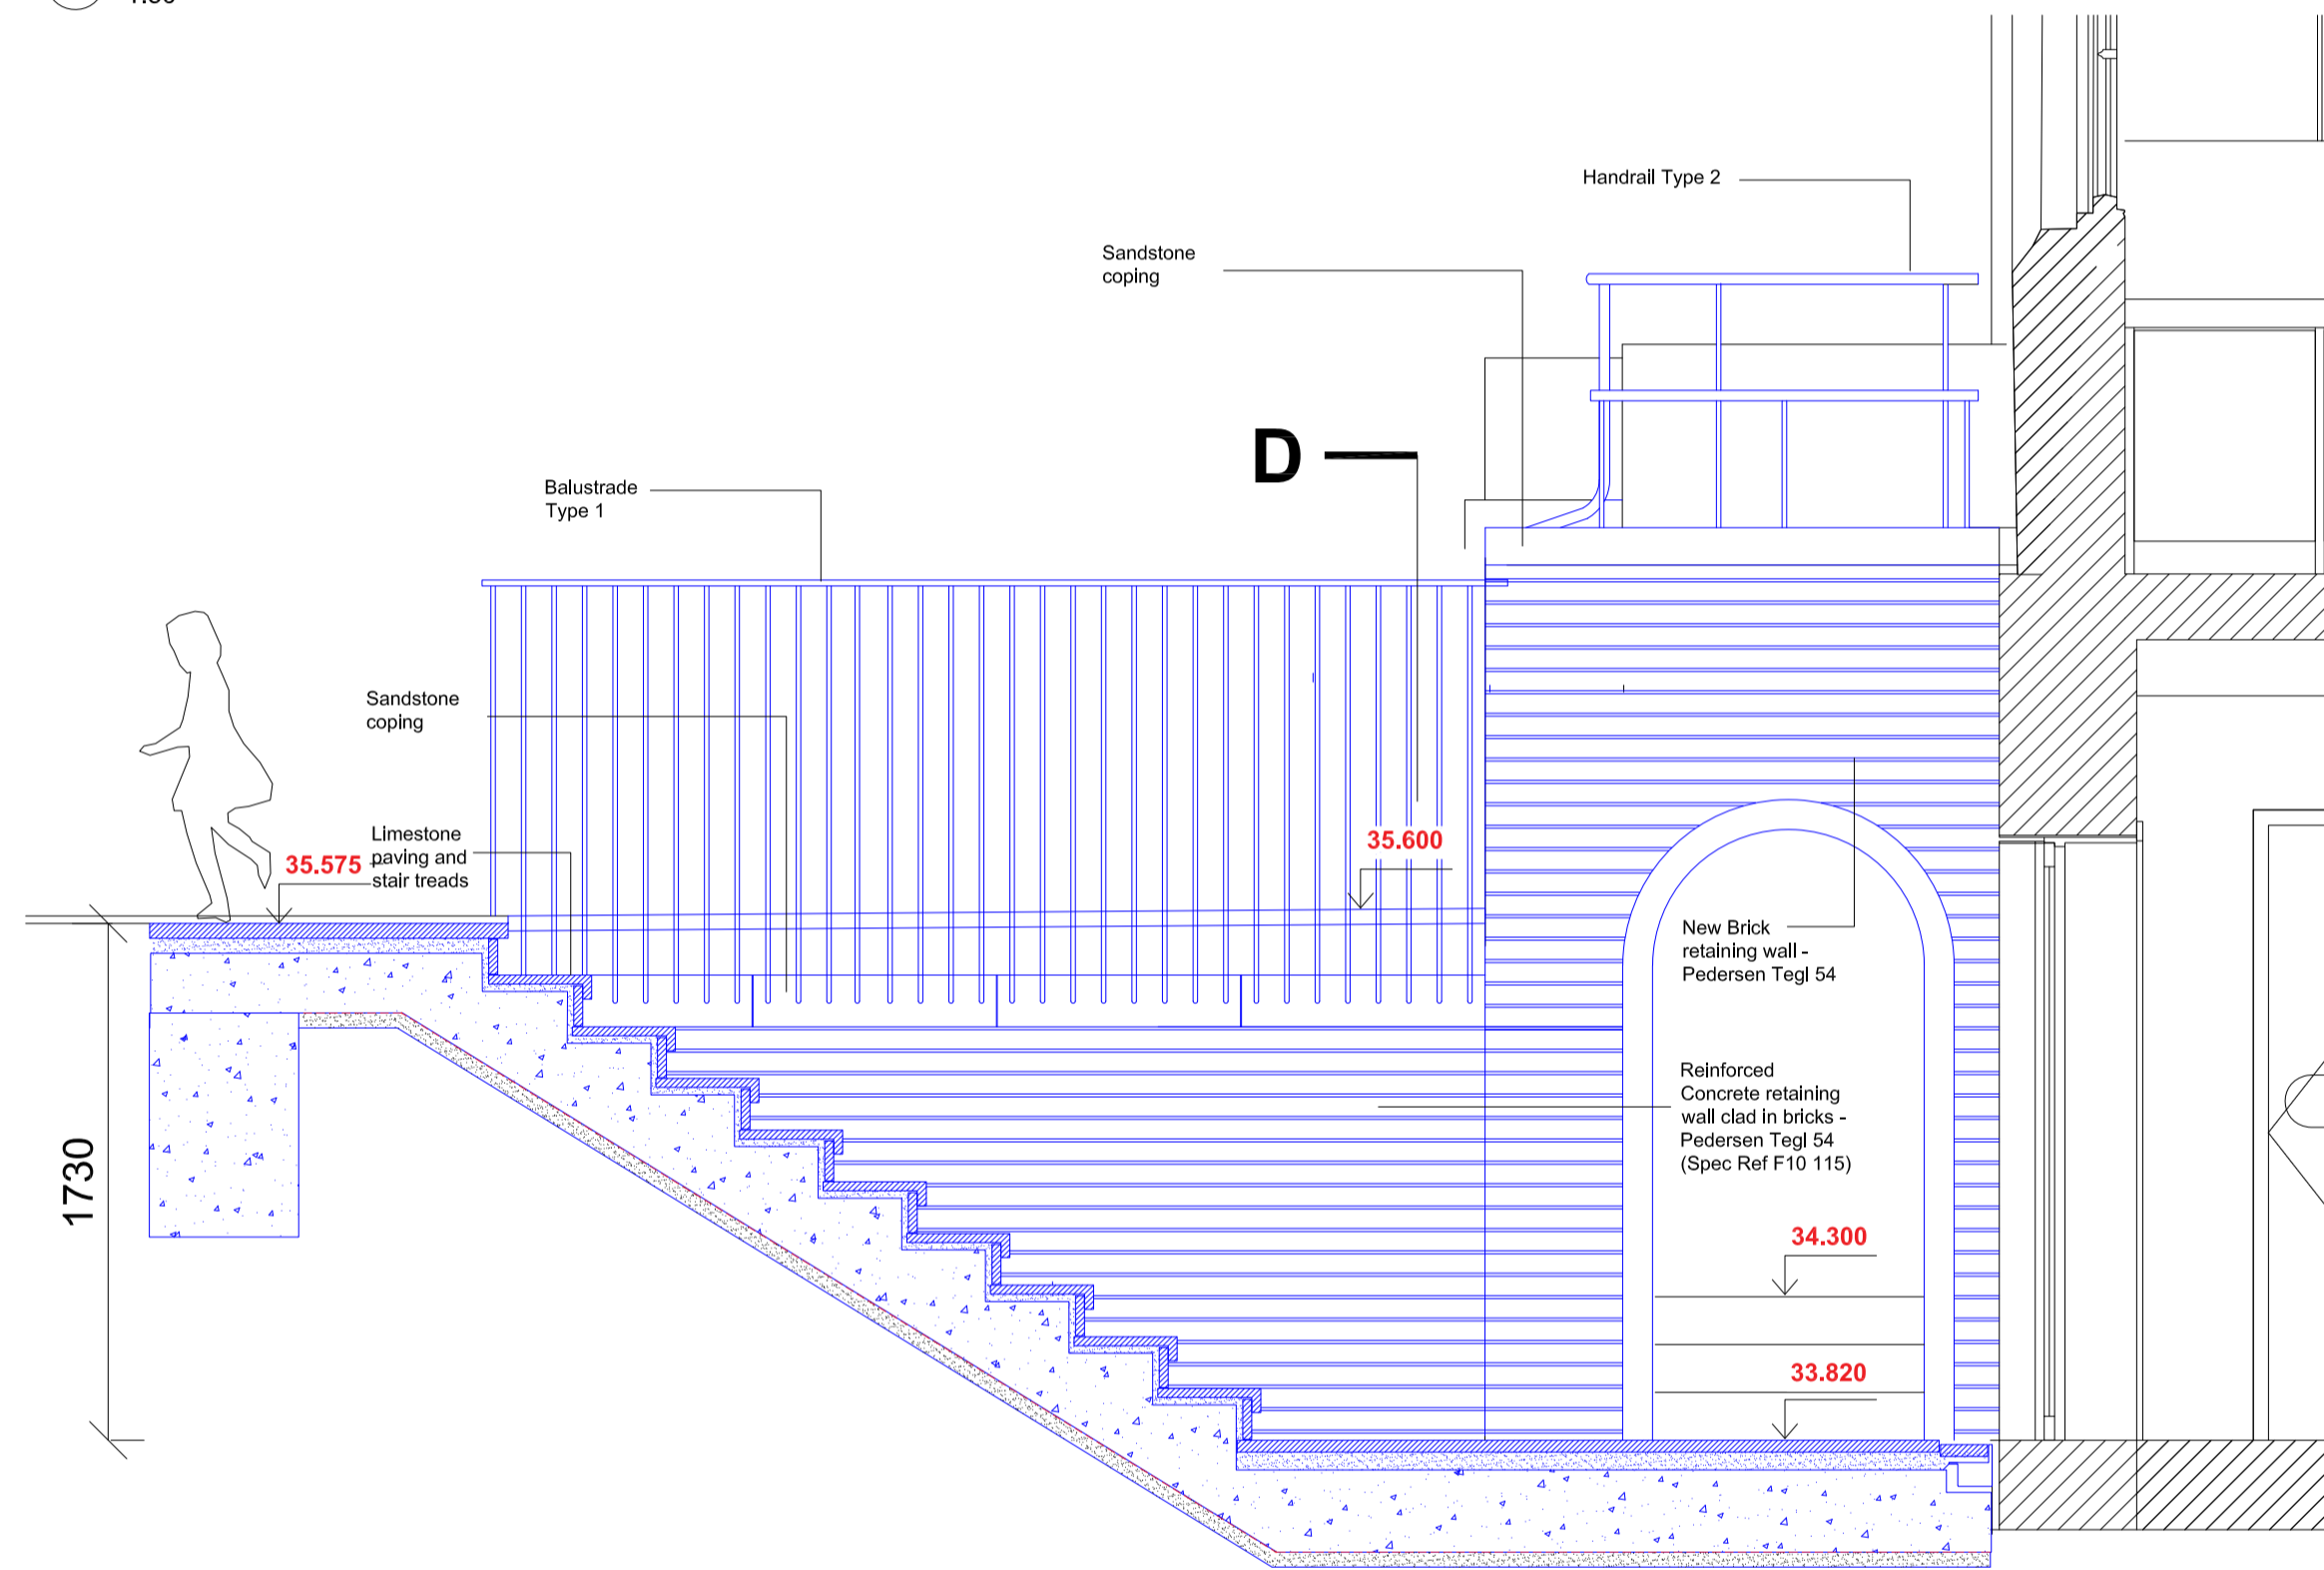 Handrail Type 2
Sandstone
coping
D
Balustrade
Type 1
Sandstone
coping
Limestone
paving and
stair treads
35.575
35.600
New Brick
retaining wall -
Pedersen Tegl 54
Reinforced
Concrete retaining
wall clad in bricks -
Pedersen Tegl 54
(Spec Ref F10 115)
1730
34.300
33.820